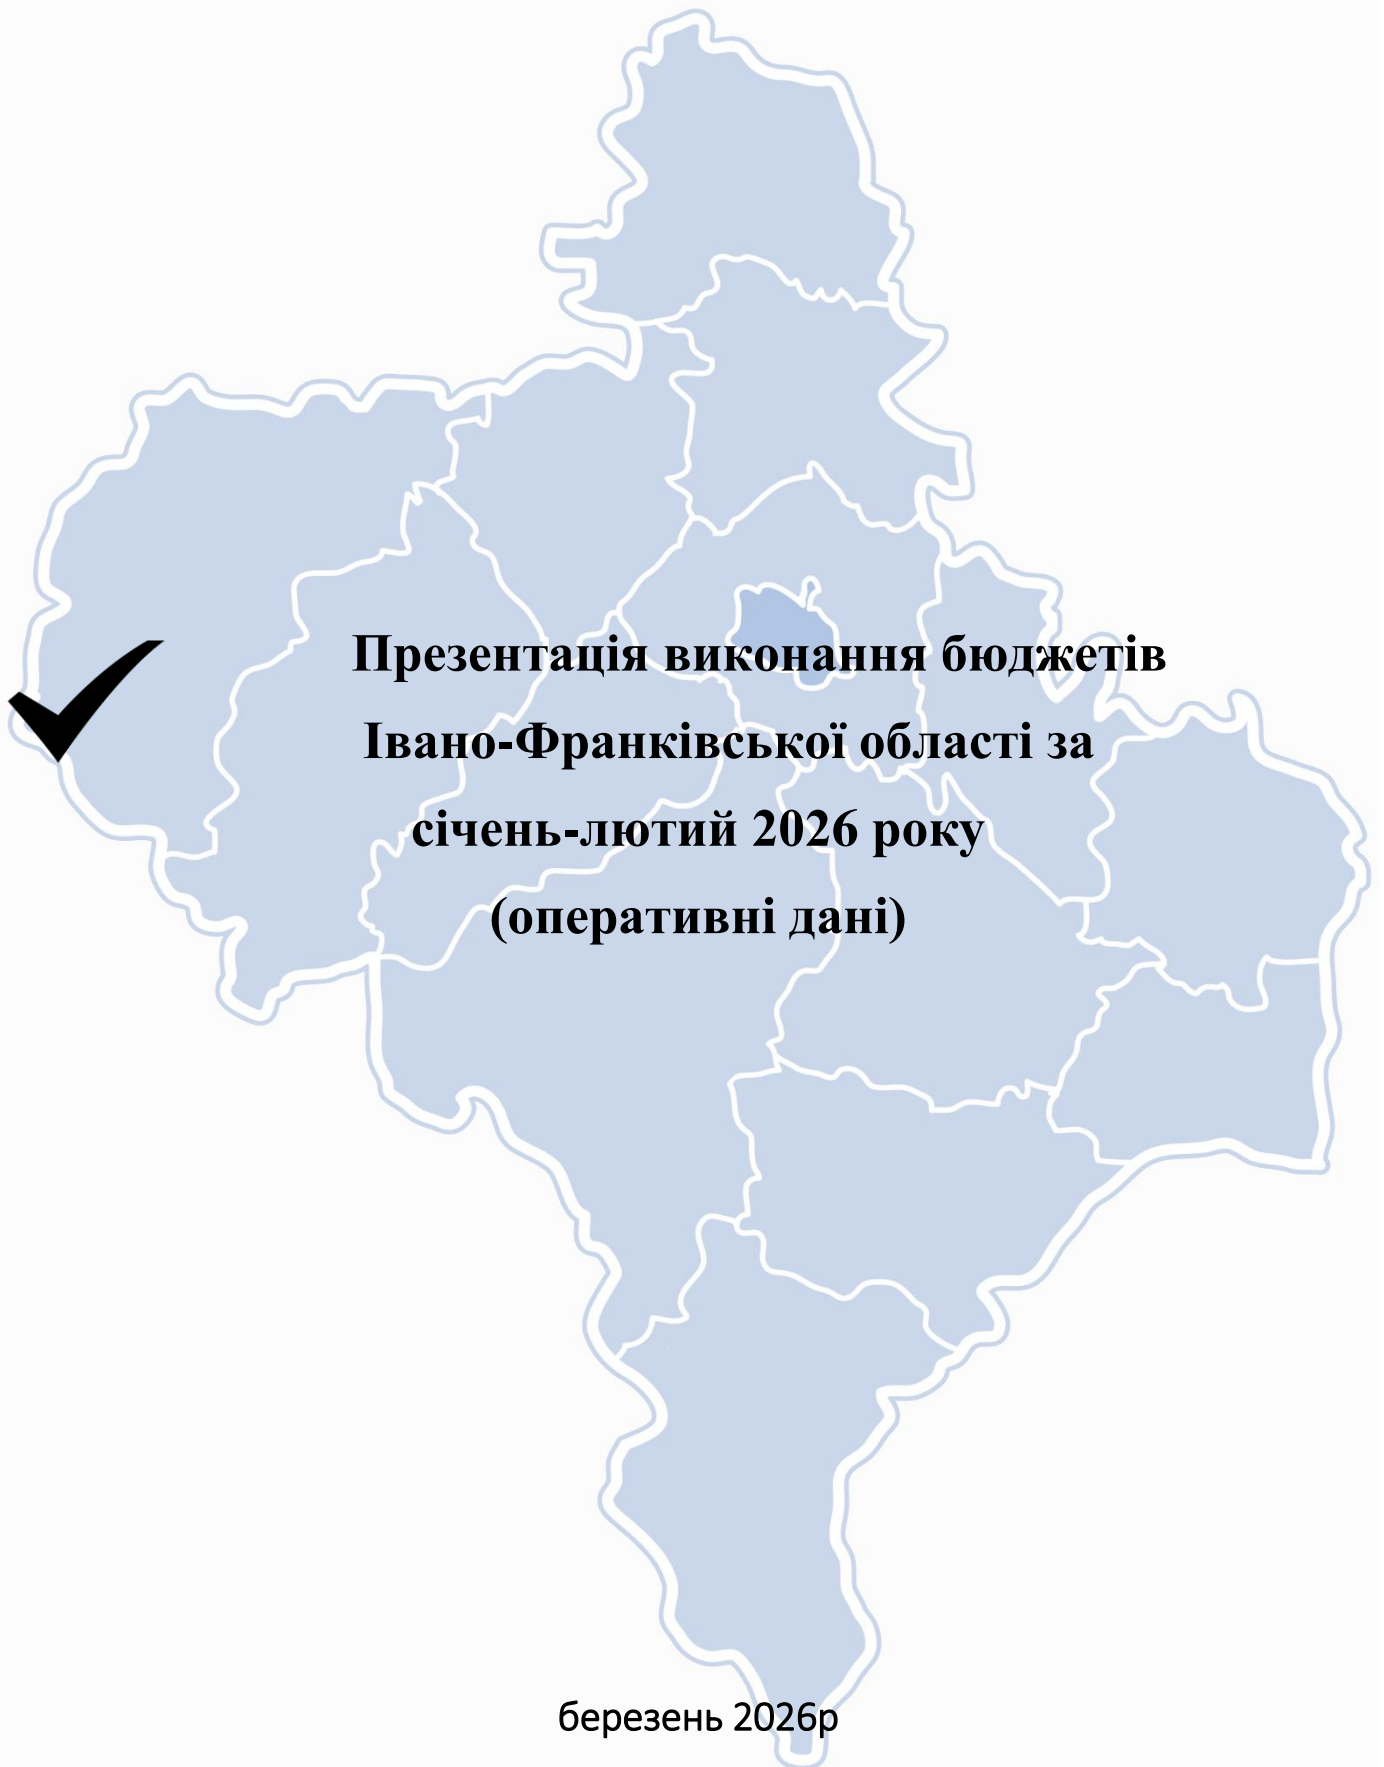 Презентація виконання бюджетів
Івано-Франківської області за
січень-лютий 2026 року
(оперативні дані)
березень 2026р